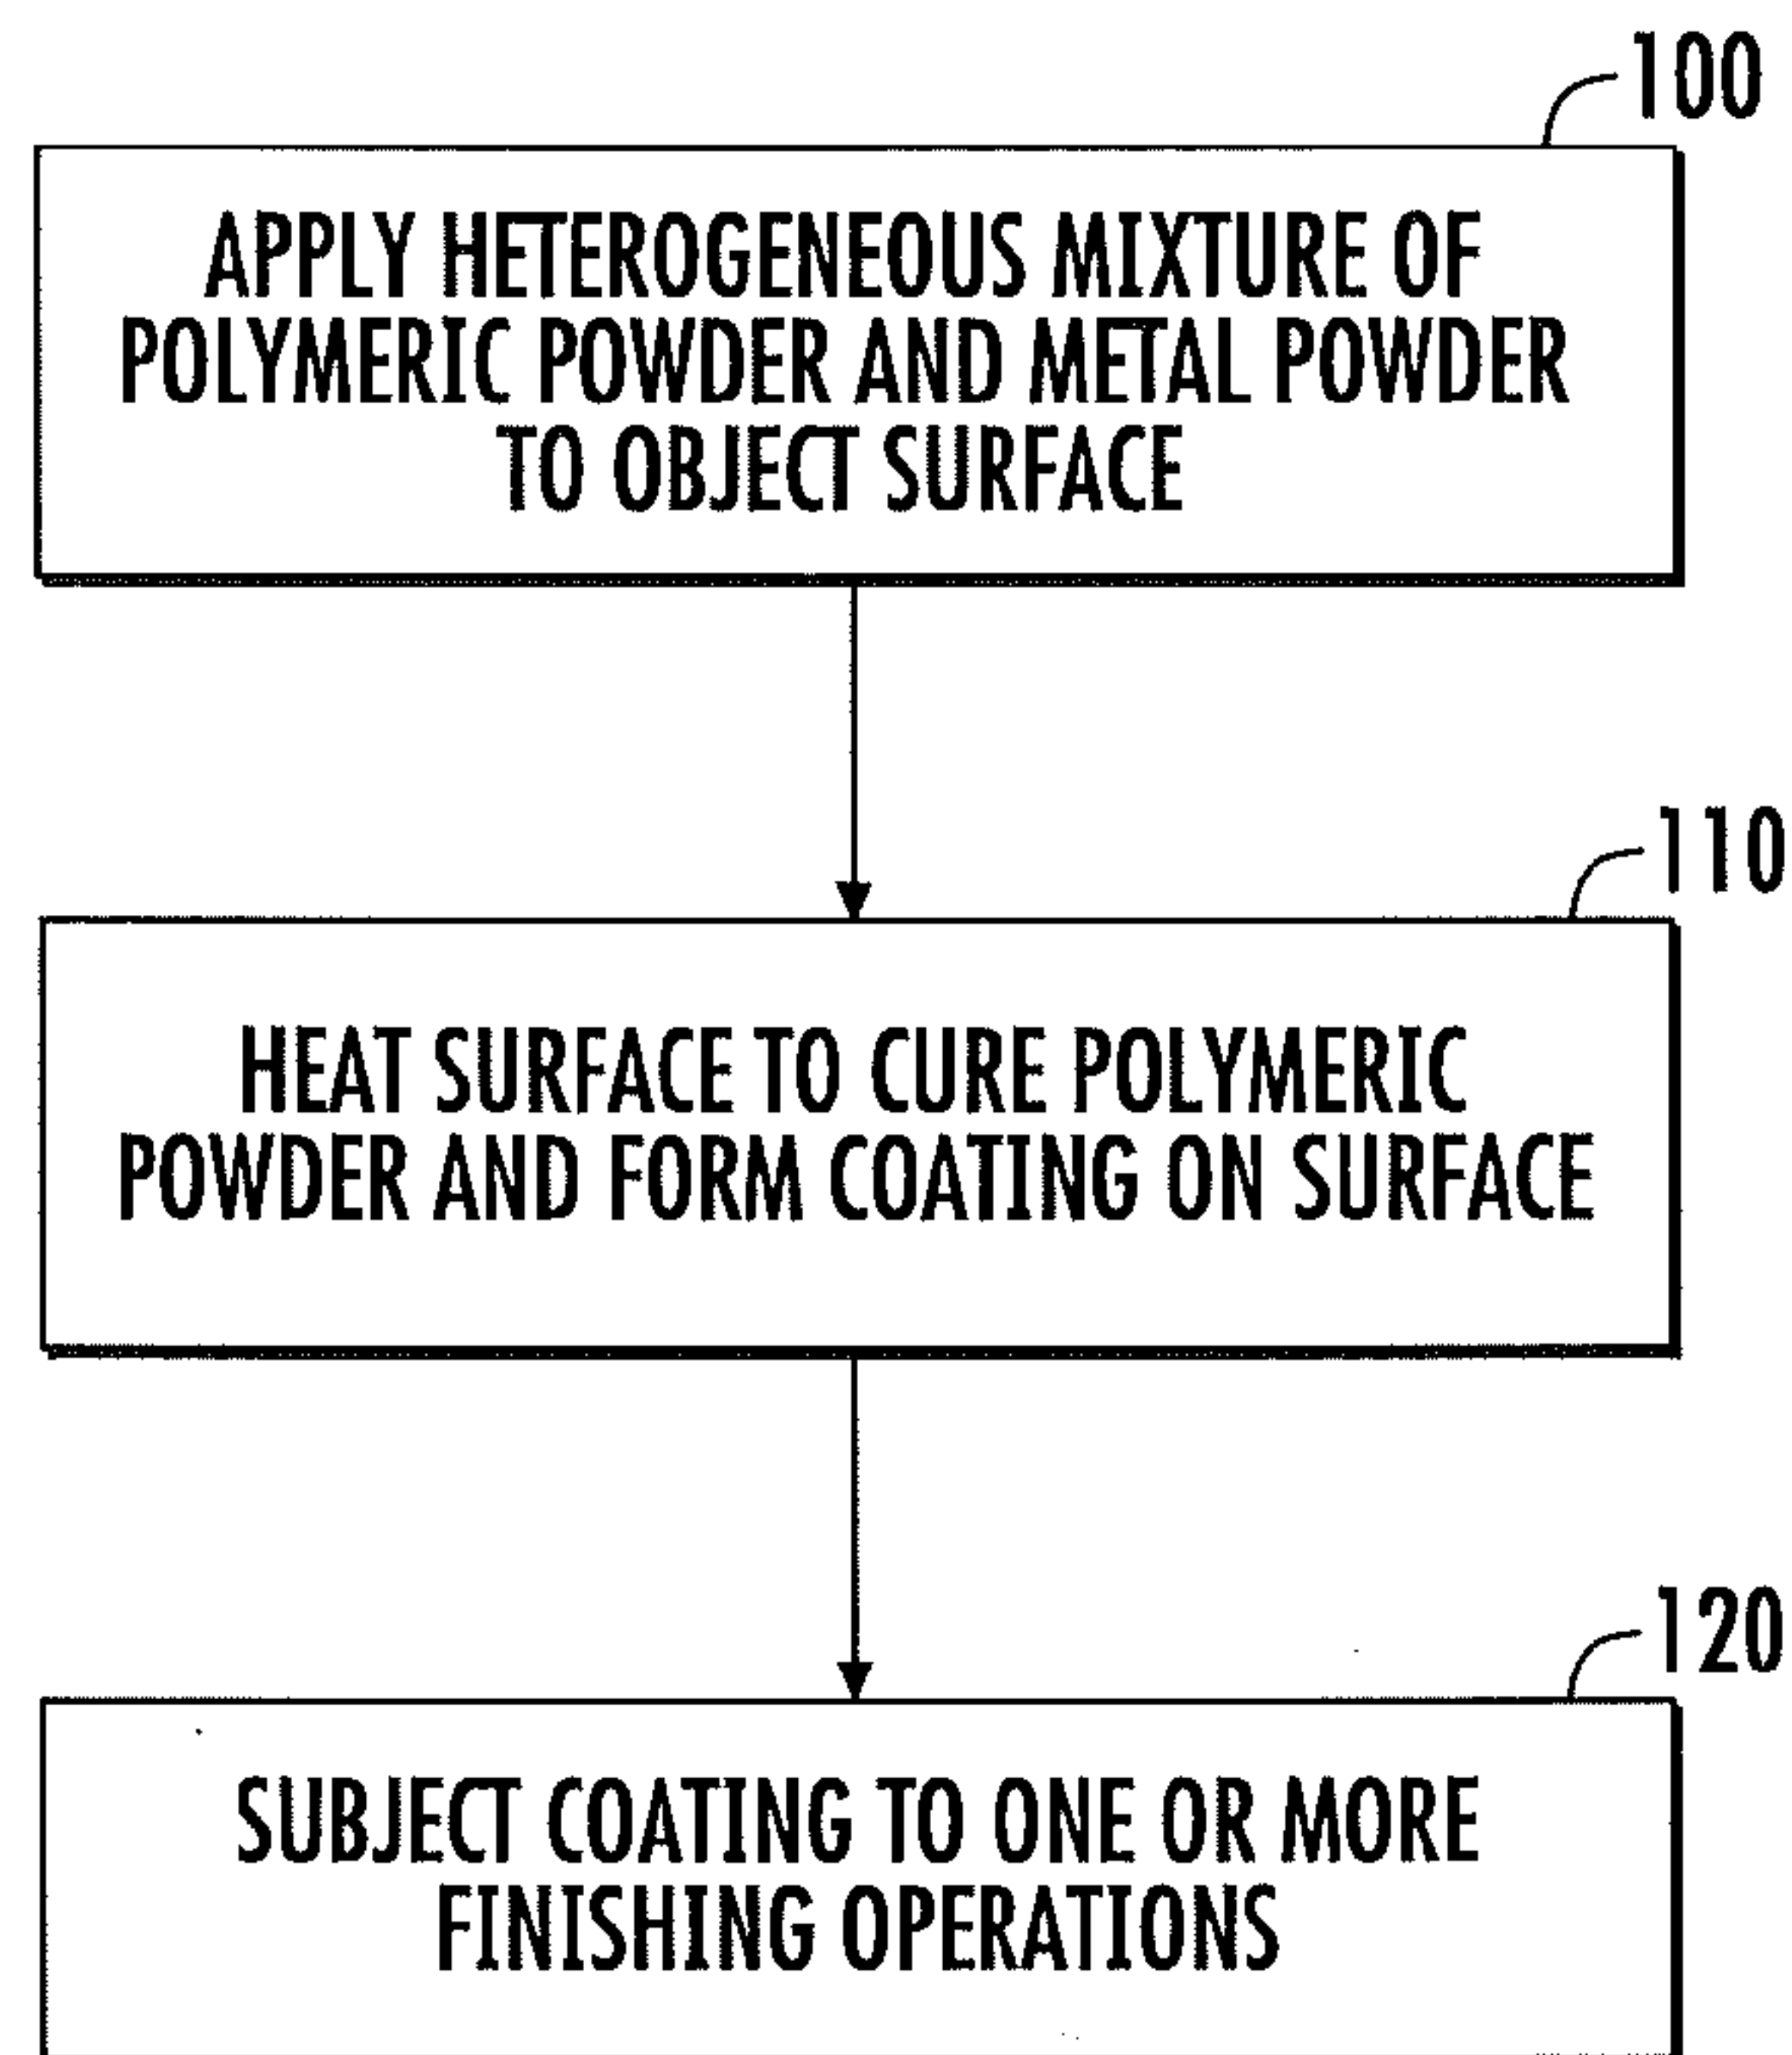 100
APPLY HETEROGENEOUS MIXTURE OF
POLYMERIC POWDER AND METAL POWDER
TO OBJECT SURFACE
110
HEAT SURFACE TO CURE POLYMERIC
POWDER AND FORM COATING ON SURFACE
120
SUBJECT COATING TO ONE OR MORE
FINISHING OPERATIONS